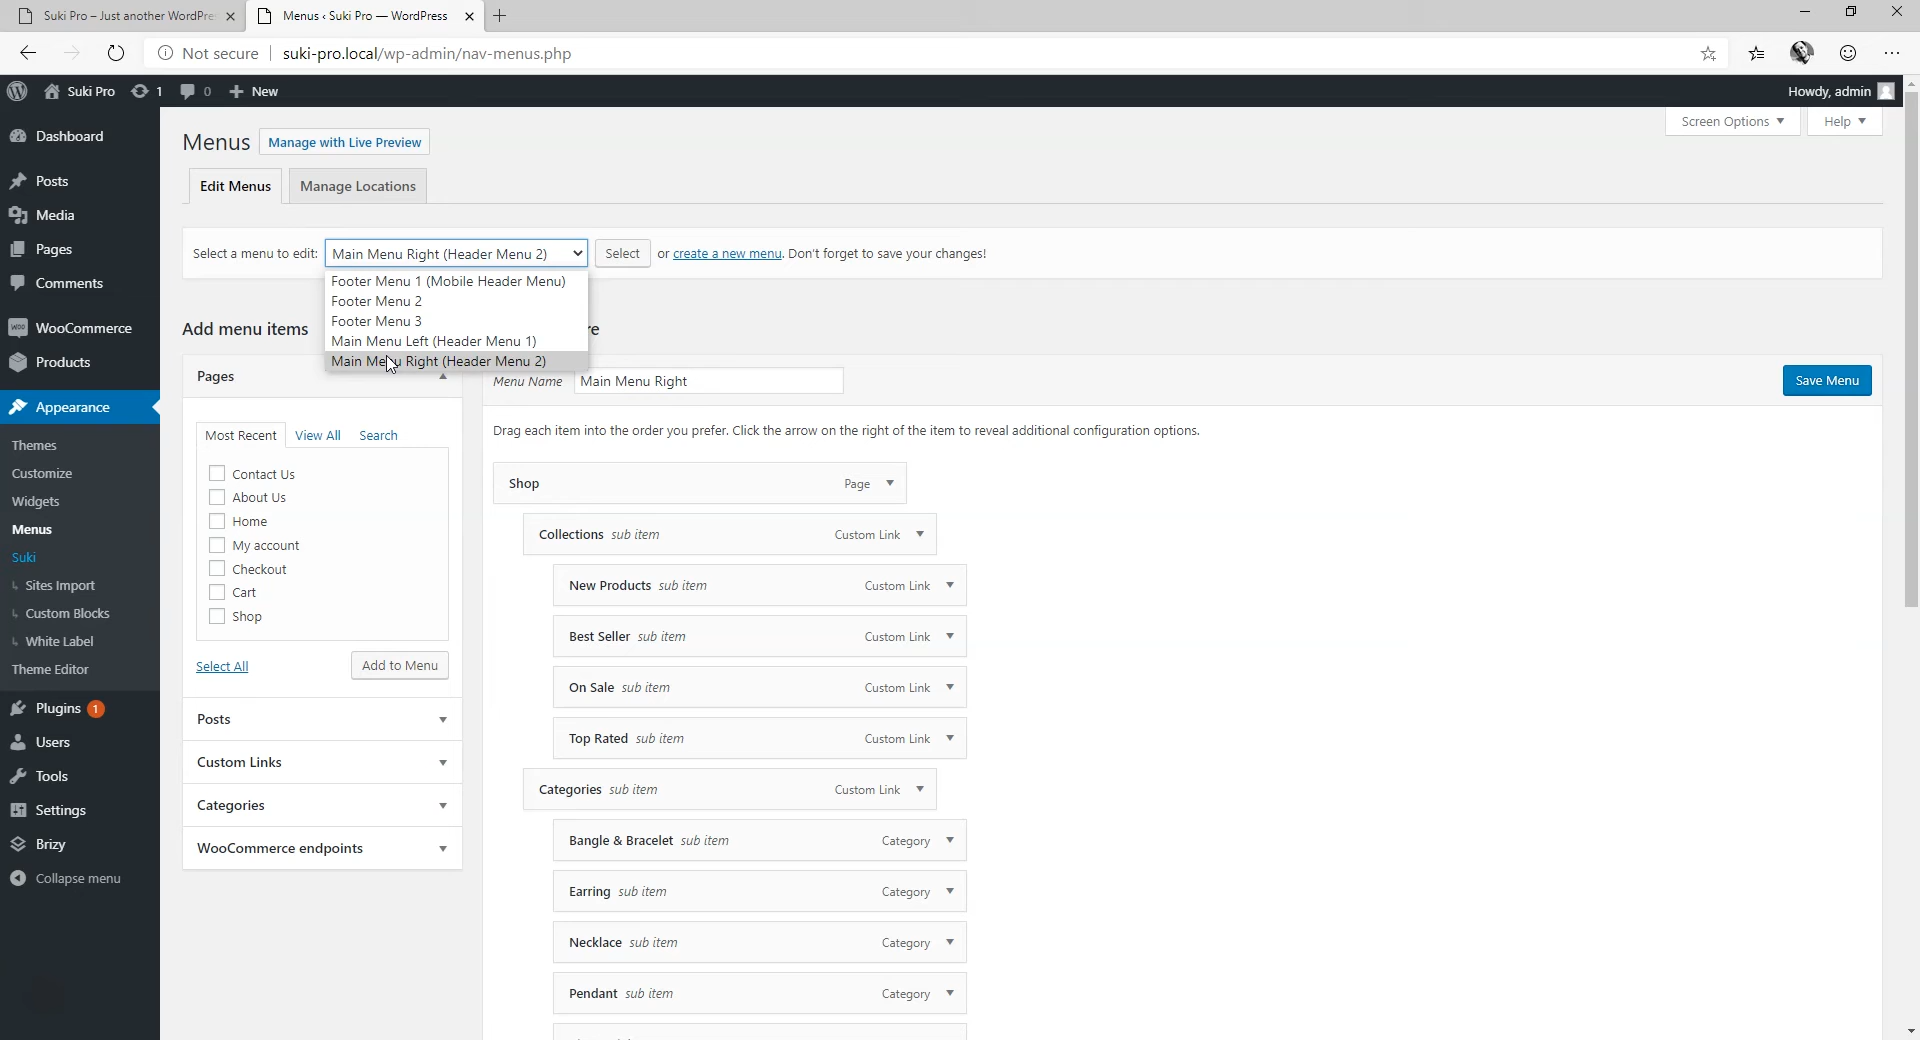 Suki Pro – Just another WordPre
Menus ‹ Suki Pro — WordPress
Not secure
suki-pro.local/wp-admin/nav-menus.php
Suki Pro
1
0
New
Howdy, admin
Dashboard
Posts
Media
Pages
Comments
WooCommerce
Products
Appearance
Themes
Customize
Widgets
Menus
Suki
Sites Import
Custom Blocks
White Label
Theme Editor
Plugins 1
Users
Tools
Settings
Brizy
Collapse menu
Screen Options
Help
Menus
Manage with Live Preview
Edit Menus
Manage Locations
Select a menu to edit: Main Menu Right (Header Menu 2) Select or create a new menu. Don't forget to save your changes!
Footer Menu 1 (Mobile Header Menu)
Footer Menu 2
Footer Menu 3
Main Menu Left (Header Menu 1)
Main Menu Right (Header Menu 2)
Add menu items
re
Pages
Most Recent
View All
Search
Contact Us
About Us
Home
My account
Checkout
Cart
Shop
Select All
Add to Menu
Posts
Custom Links
Categories
WooCommerce endpoints
Menu Name
Main Menu Right
Save Menu
Drag each item into the order you prefer. Click the arrow on the right of the item to reveal additional configuration options.
Shop Page
Collections sub item Custom Link
New Products sub item Custom Link
Best Seller sub item Custom Link
On Sale sub item Custom Link
Top Rated sub item Custom Link
Categories sub item Custom Link
Bangle & Bracelet sub item Category
Earring sub item Category
Necklace sub item Category
Pendant sub item Category